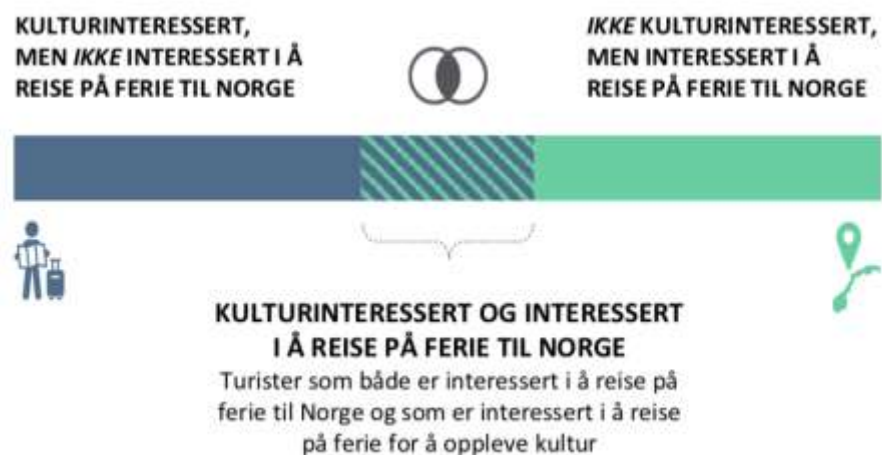 KULTURINTERESSERT,
MEN IKKE INTERESSERT I Å
REISE PÅ FERIE TIL NORGE
IKKE KULTURINTERESSERT,
MEN INTERESSERT I Å
REISE PÅ FERIE TIL NORGE
KULTURINTERESSERT OG INTERESSERT
I Å REISE PÅ FERIE TIL NORGE
Turister som både er interessert i å reise på
ferie til Norge og som er interessert i å reise
på ferie for å oppleve kultur